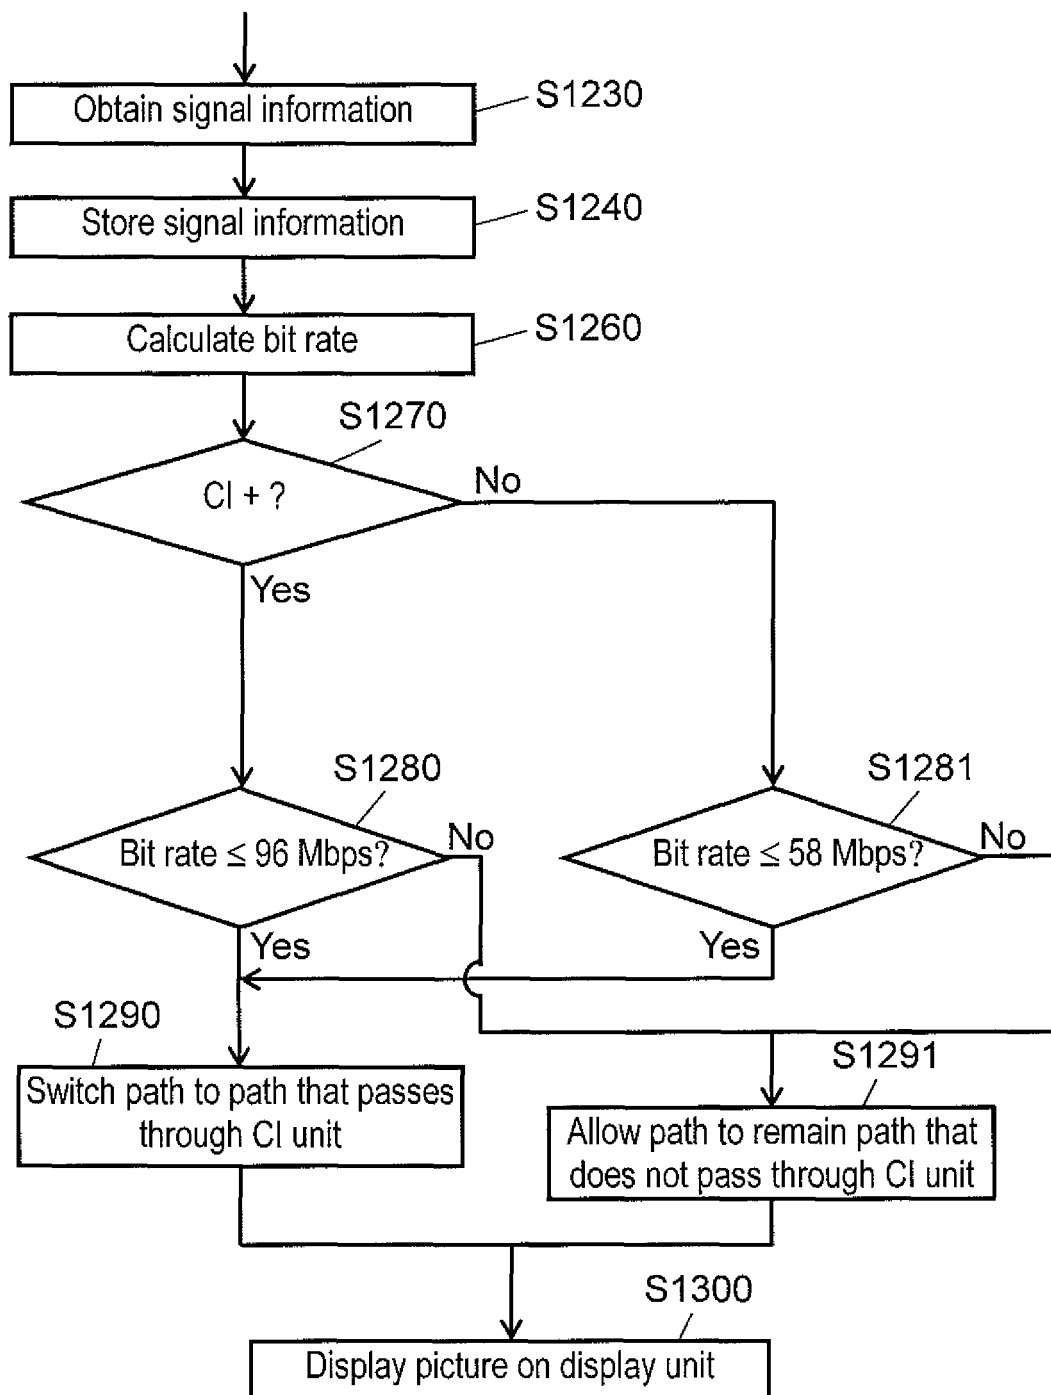 Obtain signal information
S1230
Store signal information
S1240
Calculate bit rate
S1260
S1270
CI + ?
No
Yes
S1280
S1281
Bit rate ≤ 96 Mbps?
No
Bit rate ≤ 58 Mbps?
No
Yes
Yes
S1290
Switch path to path that passes
through CI unit
S1291
Allow path to remain path that
does not pass through CI unit
S1300
Display picture on display unit